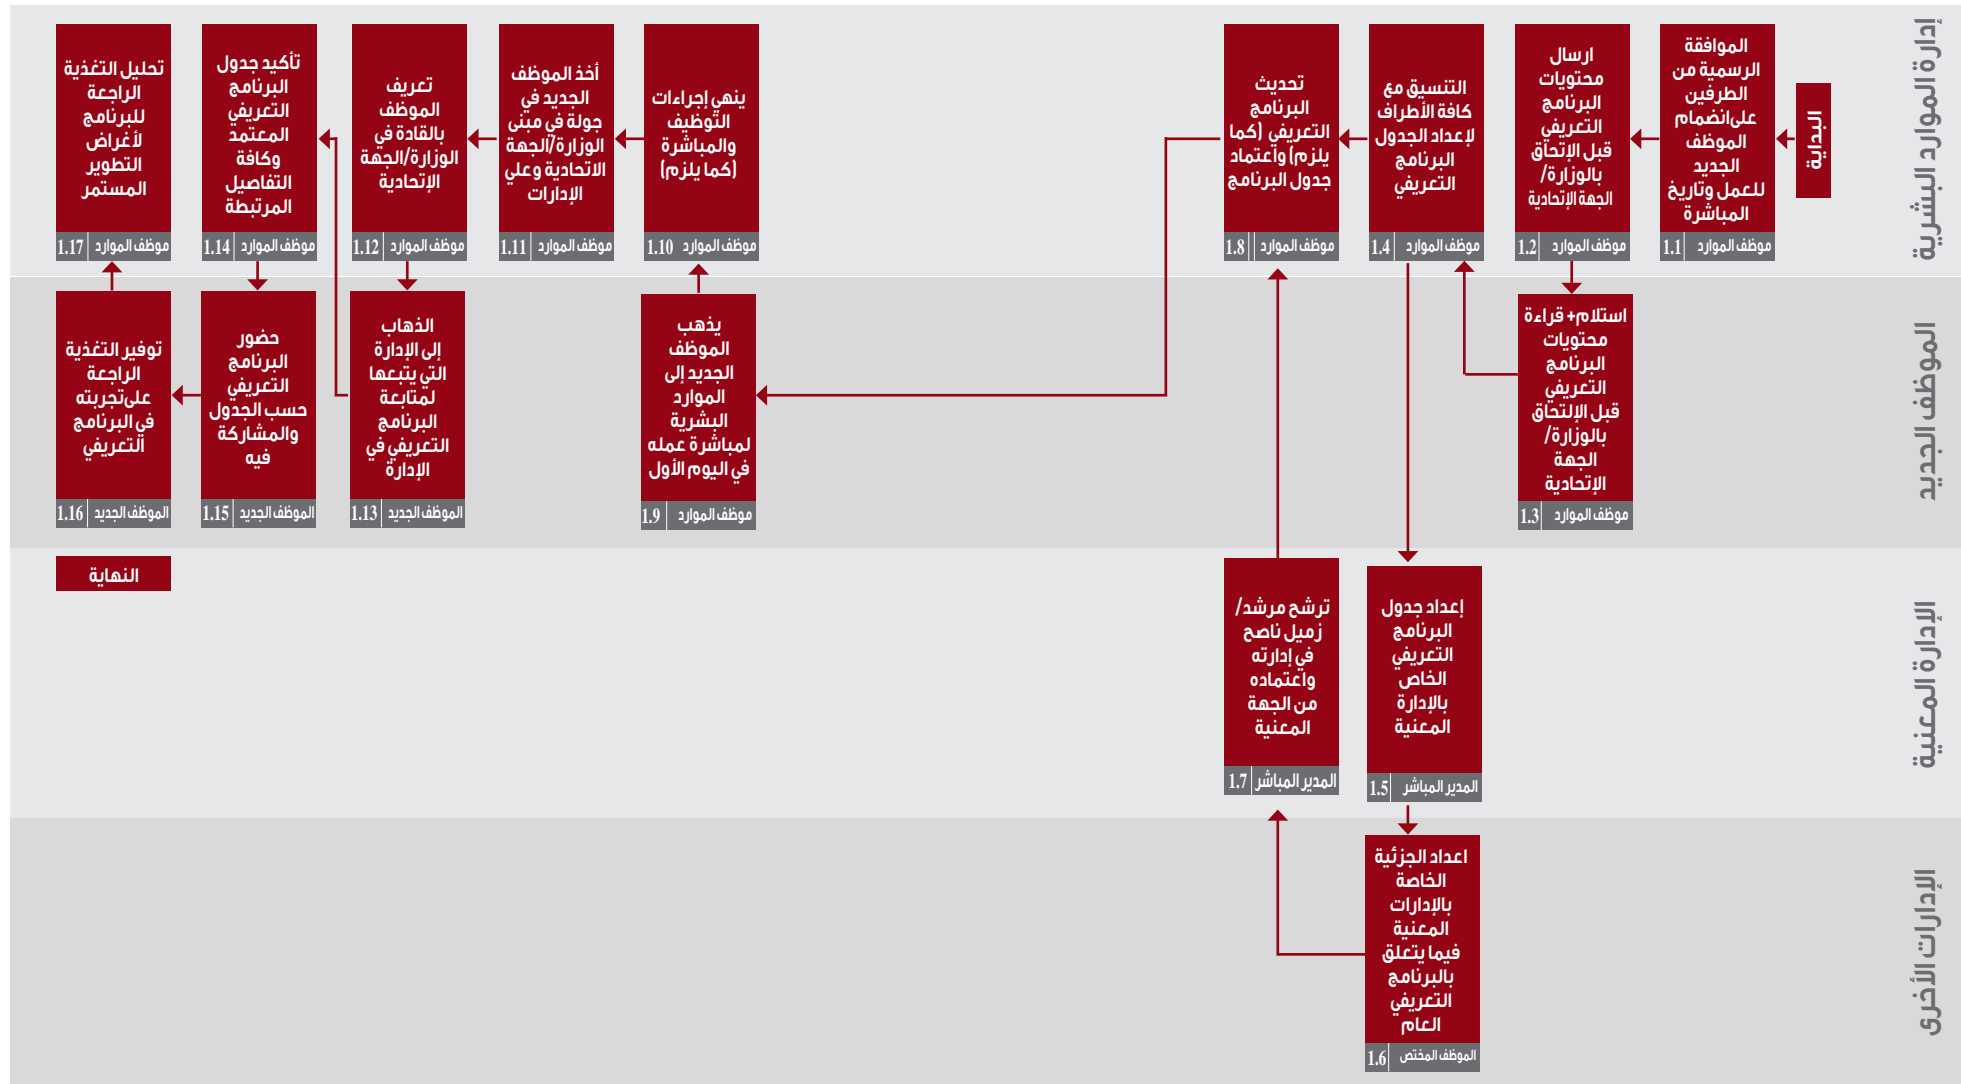 إدارة الموارد البشرية
البداية
الموافقة
الرسمية من
الطرفين
على انضمام
الموظف
الجديد
للعمل وتاريخ
المباشرة
موظف الموارد 1.1
ارسال
محتويات
البرنامج
التعريفي
قبل الإتحاق
بالوزارة/
الجهة الإتحادية
موظف الموارد 1.2
التنسيق مع
كافة الأطراف
لإعداد الجدول
البرنامج
التعريفي
موظف الموارد 1.4
تحديث
البرنامج
التعريفي (كما
يلزم) واعتماد
جدول البرنامج
موظف الموارد 1.8
ينهي إجراءات
التوظيف
والمباشرة
(كما يلزم)
موظف الموارد 1.10
أخذ الموظف
الجديد في
جولة في مبنى
الوزارة/الجهة
الاتحادية وعلي
الإدارات
موظف الموارد 1.11
تعريف
الموظف
بالقادة في
الوزارة/الجهة
الإتحادية
موظف الموارد 1.12
تأكيد جدول
البرنامج
التعريفي
المعتمد
وكافة
التفاصيل
المرتبطة
موظف الموارد 1.14
تحليل التغذية
الراجعة
للبرنامج
لأغراض
التطوير
المستمر
موظف الموارد 1.17
الموظف الجديد
استلام+ قراءة
محتويات
البرنامج
التعريفي
قبل الإلتحاق
بالوزارة/
الجهة
الإتحادية
موظف الموارد 1.3
يذهب
الموظف
الجديد إلى
الموارد
البشرية
لمباشرة عمله
في اليوم الأول
موظف الموارد 1.9
الذهاب
إلى الإدارة
التي يتبعها
لمتابعة
البرنامج
التعريفي في
الإدارة
الموظف الجديد 1.13
حضور
البرنامج
التعريفي
حسب الجدول
والمشاركة
فيه
الموظف الجديد 1.15
توفير التغذية
الراجعة
على تجربته
في البرنامج
التعريفي
الموظف الجديد 1.16
الإدارة المعنية
إعداد جدول
البرنامج
التعريفي
الخاص
بالإدارة
المعنية
المدير المباشر 1.5
ترشح مرشد/
زميل ناصح
في إدارته
واعتماده
من الجهة
المعنية
المدير المباشر 1.7
النهاية
الإدارات الأخرى
اعداد الجزئية
الخاصة
بالإدارات
المعنية
فيما يتعلق
بالبرنامج
التعريفي
العام
الموظف المختص 1.6